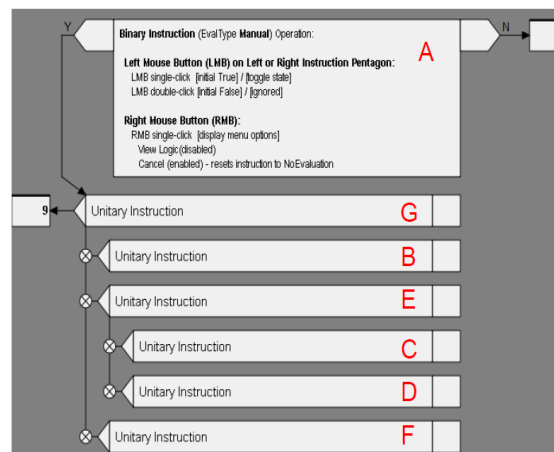 Y
N
Binary Instruction (EvalType Manual) Operation:
A
Left Mouse Button (LMB) on Left or Right Instruction Pentagon:
LMB single-click [initial True] / [toggle state]
LMB double-click [initial False] / [ignored]
Right Mouse Button (RMB):
RMB single-click [display menu options]
View Logic(disabled)
Cancel (enabled) - resets instruction to NoEvaluation
9
Unitary Instruction
G
Unitary Instruction
B
Unitary Instruction
E
Unitary Instruction
C
Unitary Instruction
D
Unitary Instruction
F